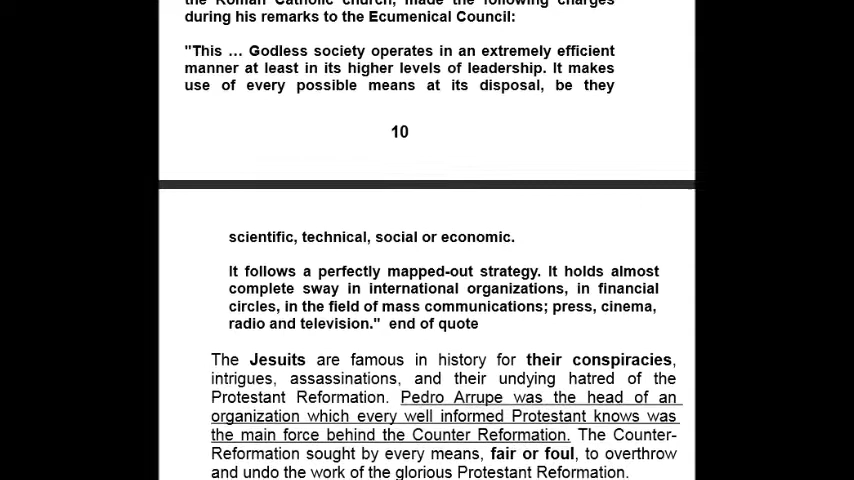 the Roman Catholic church, made the following charges
during his remarks to the Ecumenical Council:
"This … Godless society operates in an extremely efficient
manner at least in its higher levels of leadership. It makes
use of every possible means at its disposal, be they
10
scientific, technical, social or economic.
It follows a perfectly mapped-out strategy. It holds almost
complete sway in international organizations, in financial
circles, in the field of mass communications; press, cinema,
radio and television." end of quote
The Jesuits are famous in history for their conspiracies,
intrigues, assassinations, and their undying hatred of the
Protestant Reformation. Pedro Arrupe was the head of an
organization which every well informed Protestant knows was
the main force behind the Counter Reformation. The Counter-
Reformation sought by every means, fair or foul, to overthrow
and undo the work of the glorious Protestant Reformation.